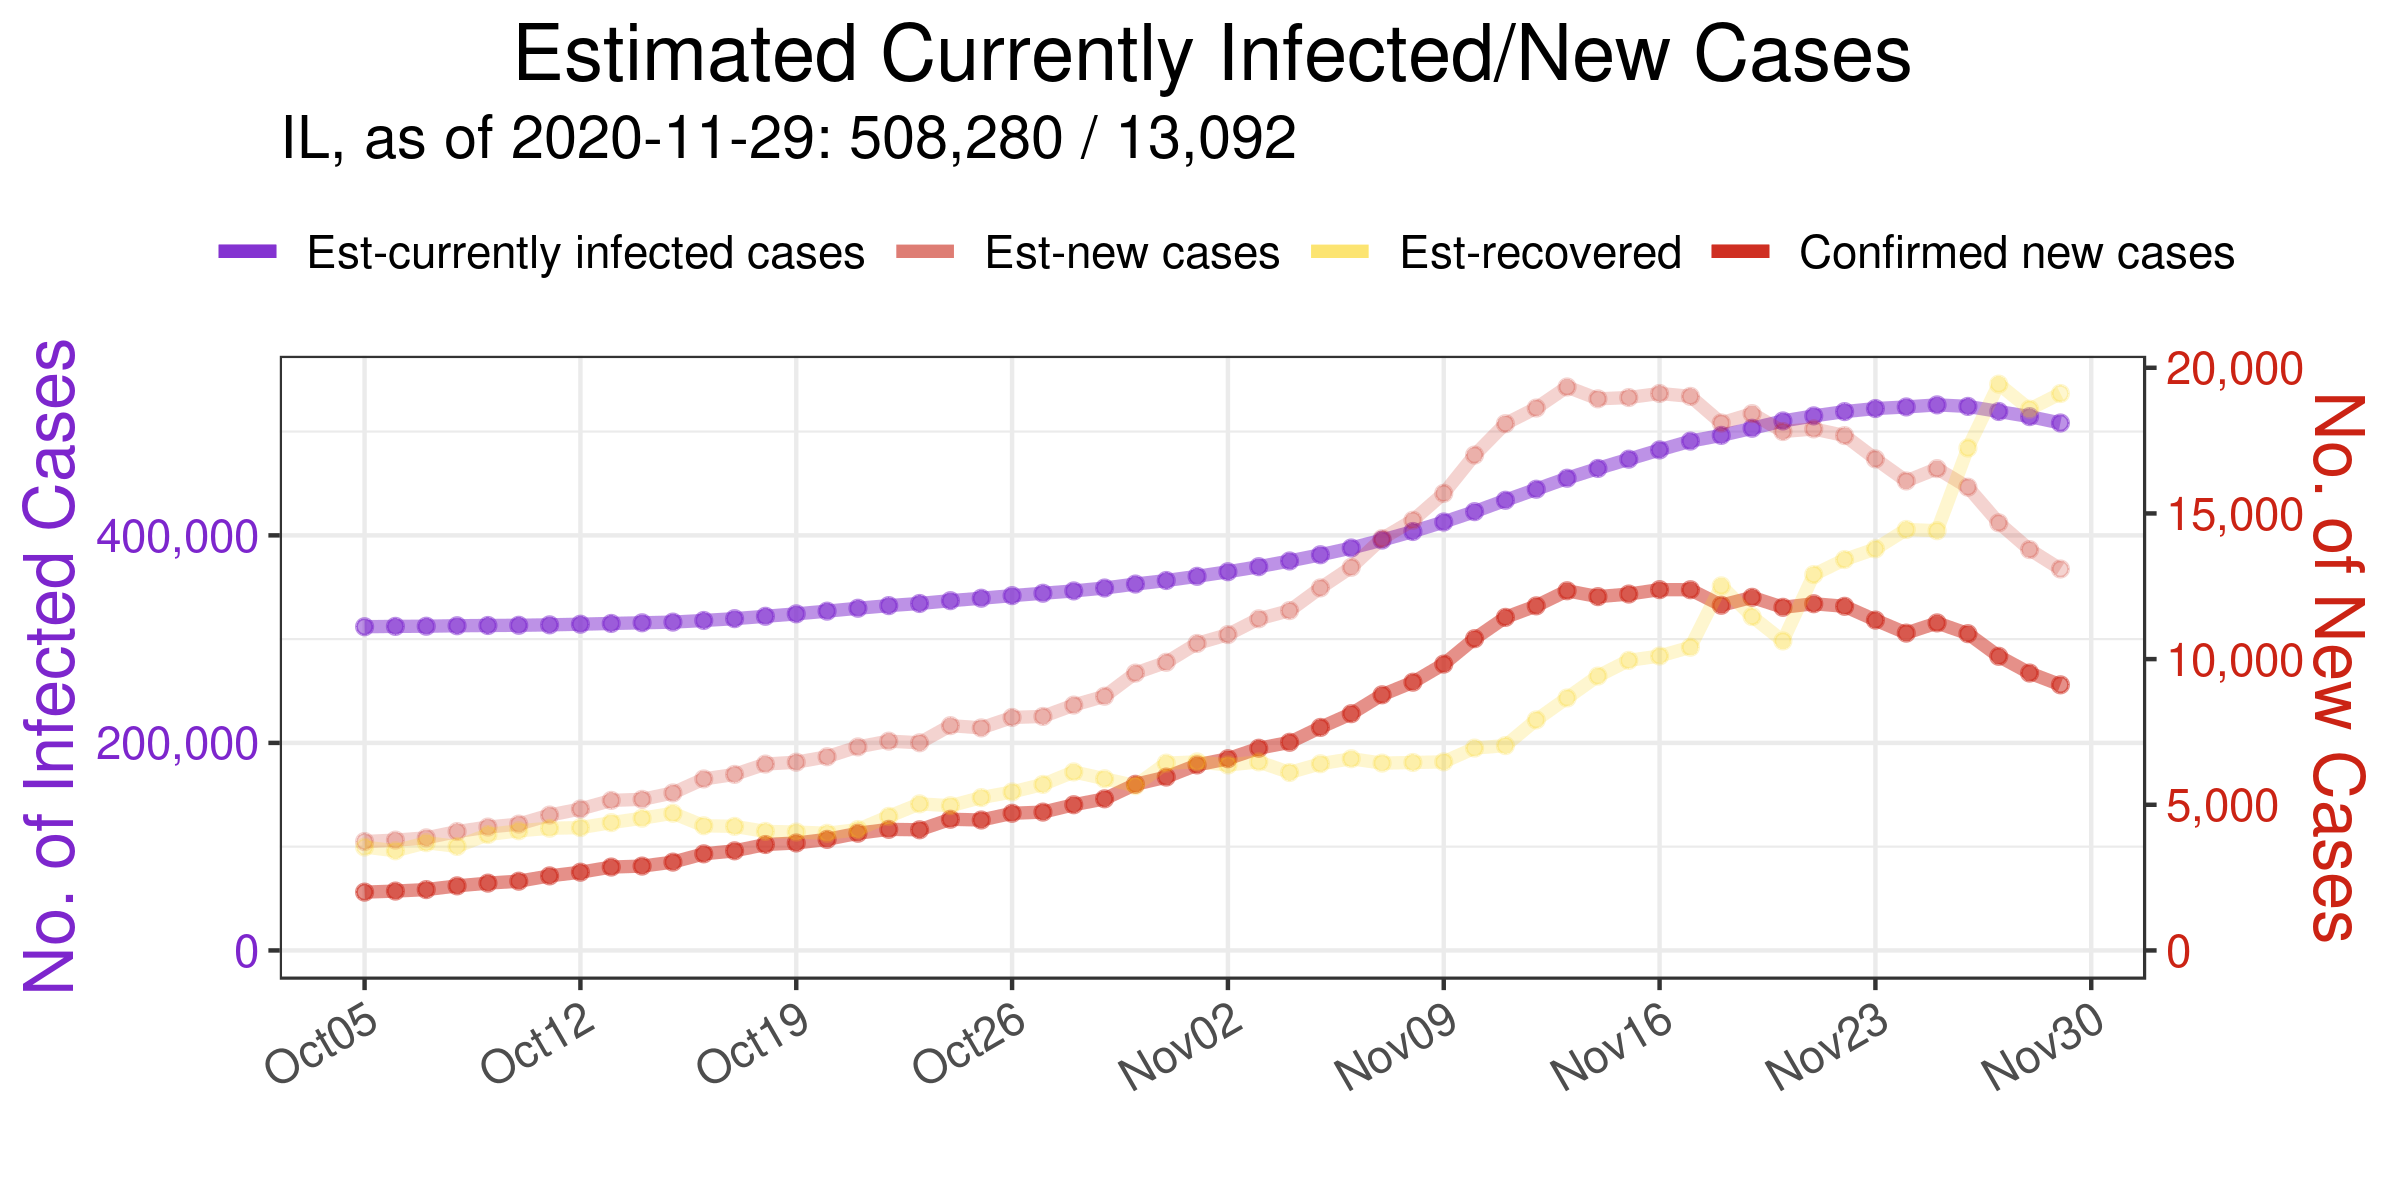 Estimated Currently Infected/New Cases
IL, as of 2020-11-29: 508,280 / 13,092
Est-currently infected cases Est-new cases Est-recovered Confirmed new cases
No. of Infected Cases
400,000
200,000
0
20,000
15,000
10,000
5,000
0
No. of New Cases
Oct05 Oct12 Oct19 Oct26 Nov02 Nov09 Nov16 Nov23 Nov30